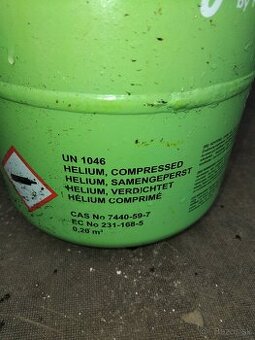 by
UN 1046
HELIUM, COMPRESSED
HELIUM, SAMENGEPERST
HELIUM, VERDICHTET
HÉLIUM COMPRIMÉ
CAS No 7440-59-7
EC No 231-168-5
0,20 m³